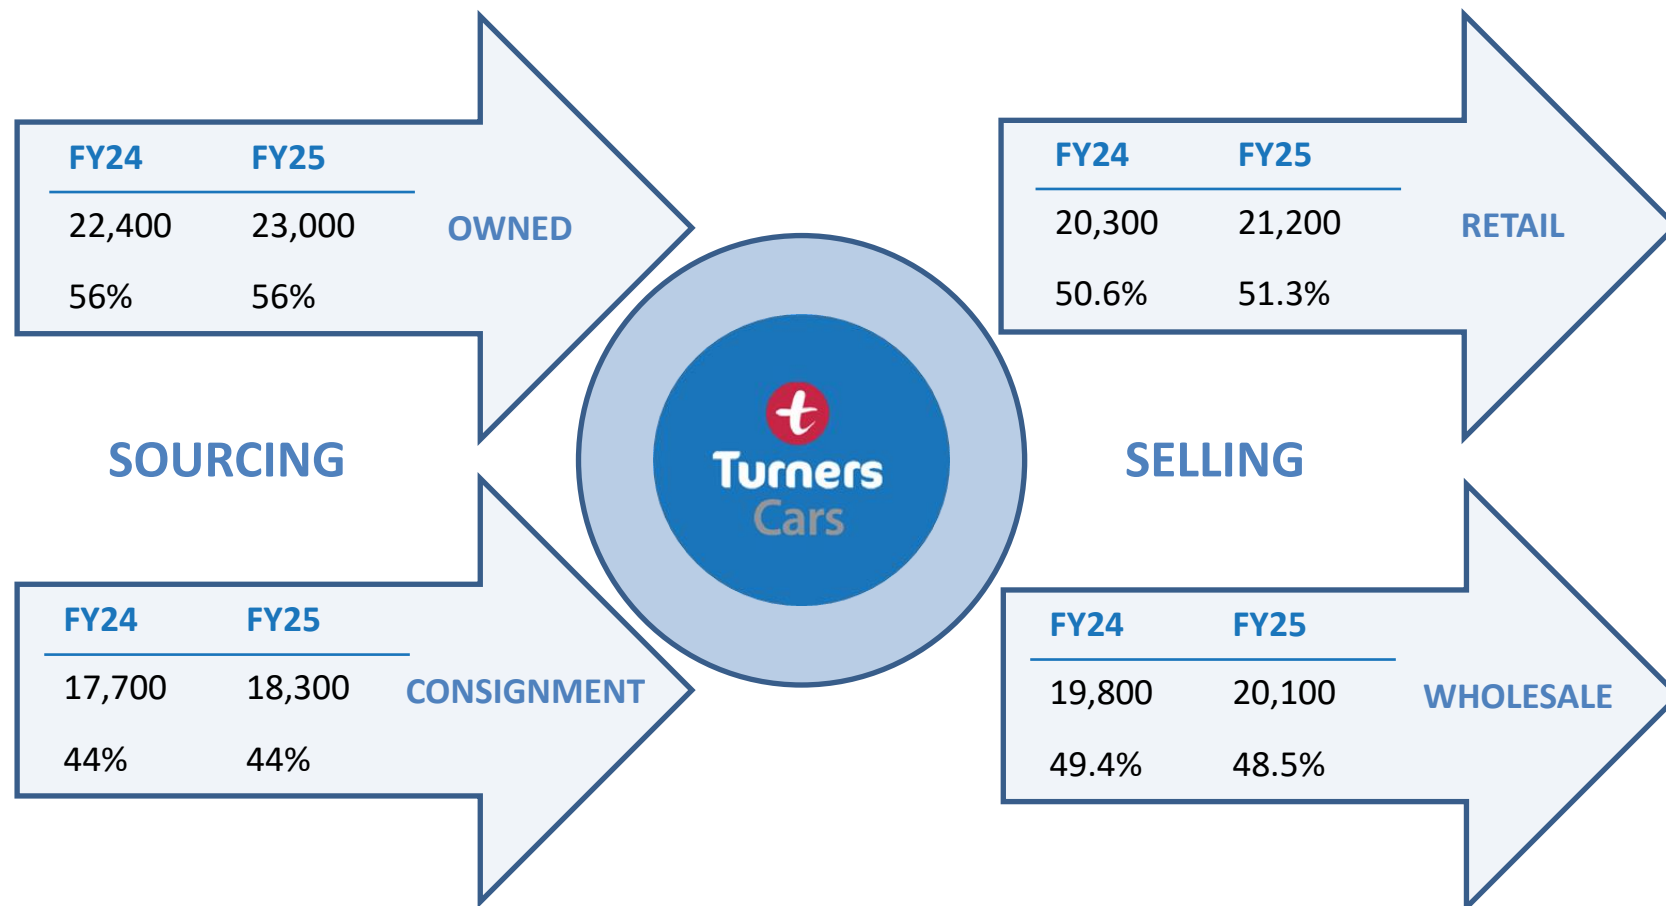 FY24 FY25
22,400 23,000
56% 56%
OWNED
SOURCING
FY24 FY25
17,700 18,300
44% 44%
CONSIGNMENT
t
Turners
Cars
FY24 FY25
20,300 21,200
50.6% 51.3%
RETAIL
SELLING
FY24 FY25
19,800 20,100
49.4% 48.5%
WHOLESALE